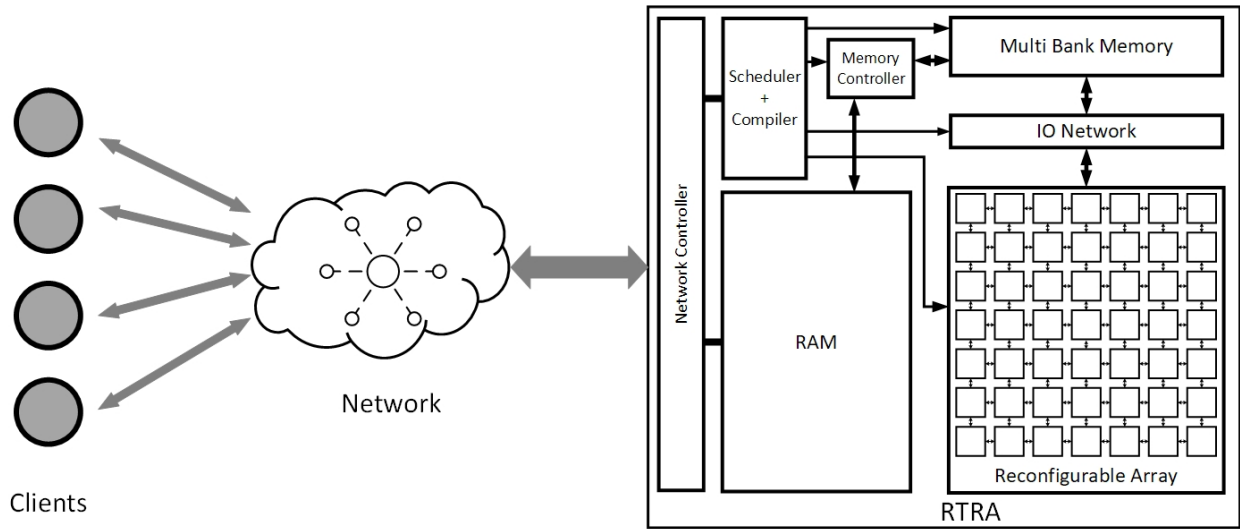 Clients
Network
Network Controller
Scheduler
+
Compiler
Memory
Controller
Multi Bank Memory
IO Network
RAM
Reconfigurable Array
RTRA